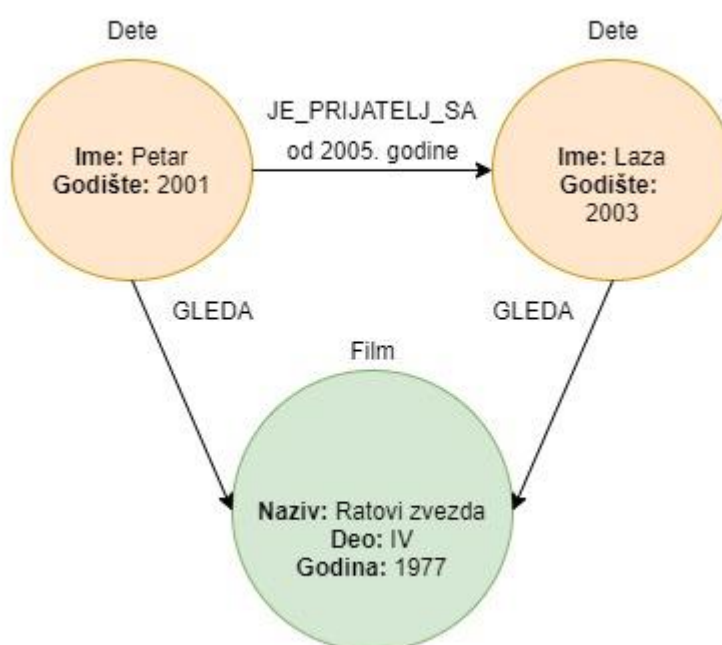 Dete
Dete
JE_PRIJATELJ_SA
od 2005. godine
Ime: Petar
Godište: 2001
Ime: Laza
Godište:
2003
GLEDA
GLEDA
Film
Naziv: Ratovi zvezda
Deo: IV
Godina: 1977